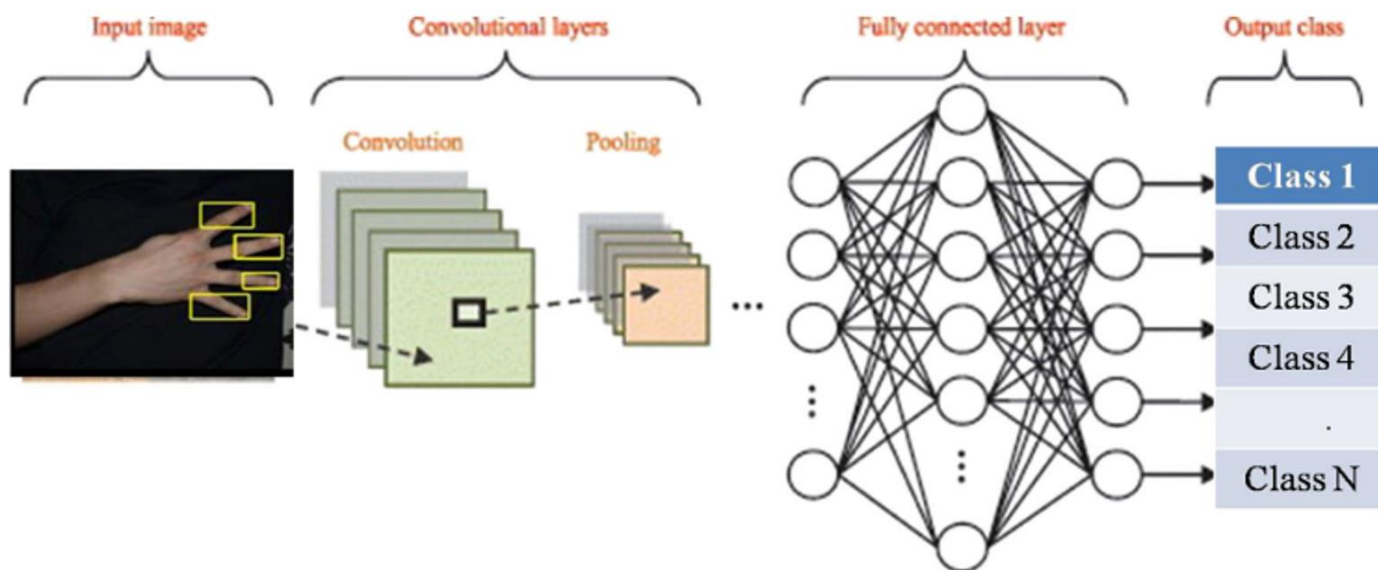 Input image
Convolutional layers
Fully connected layer
Output class
Convolution
Pooling
...
Class 1
Class 2
Class 3
Class 4
.
Class N